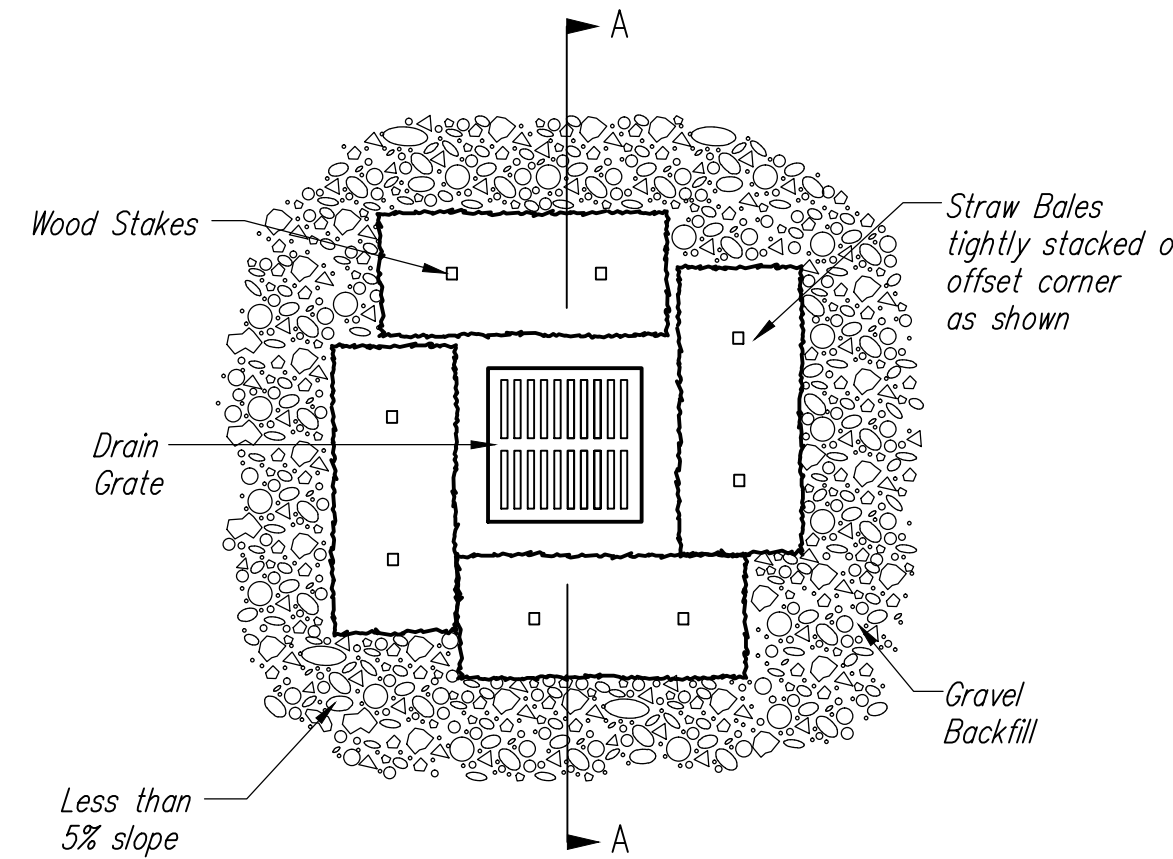 A
Wood Stakes
Straw Bales
tightly stacked
offset corner
as shown
Drain
Grate
Gravel
Backfill
Less than
5% slope
A